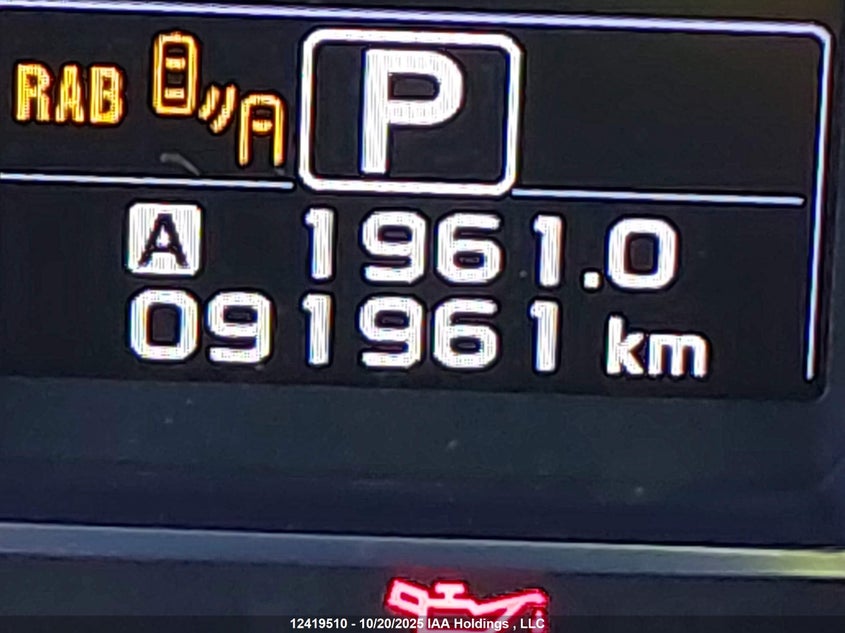 RAB P
A 1961.0
091961 km
12419510 - 10/20/2025 IAA Holdings , LLC